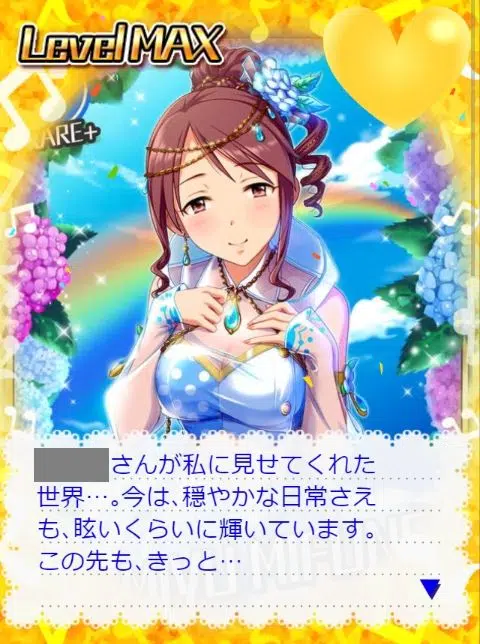 Level MAX
RARE+
さんが私に見せてくれた
世界…。今は、穏やかな日常さえ
も、眩いくらいに輝いています。
この先も、きっと…
MIYU MIFUNE